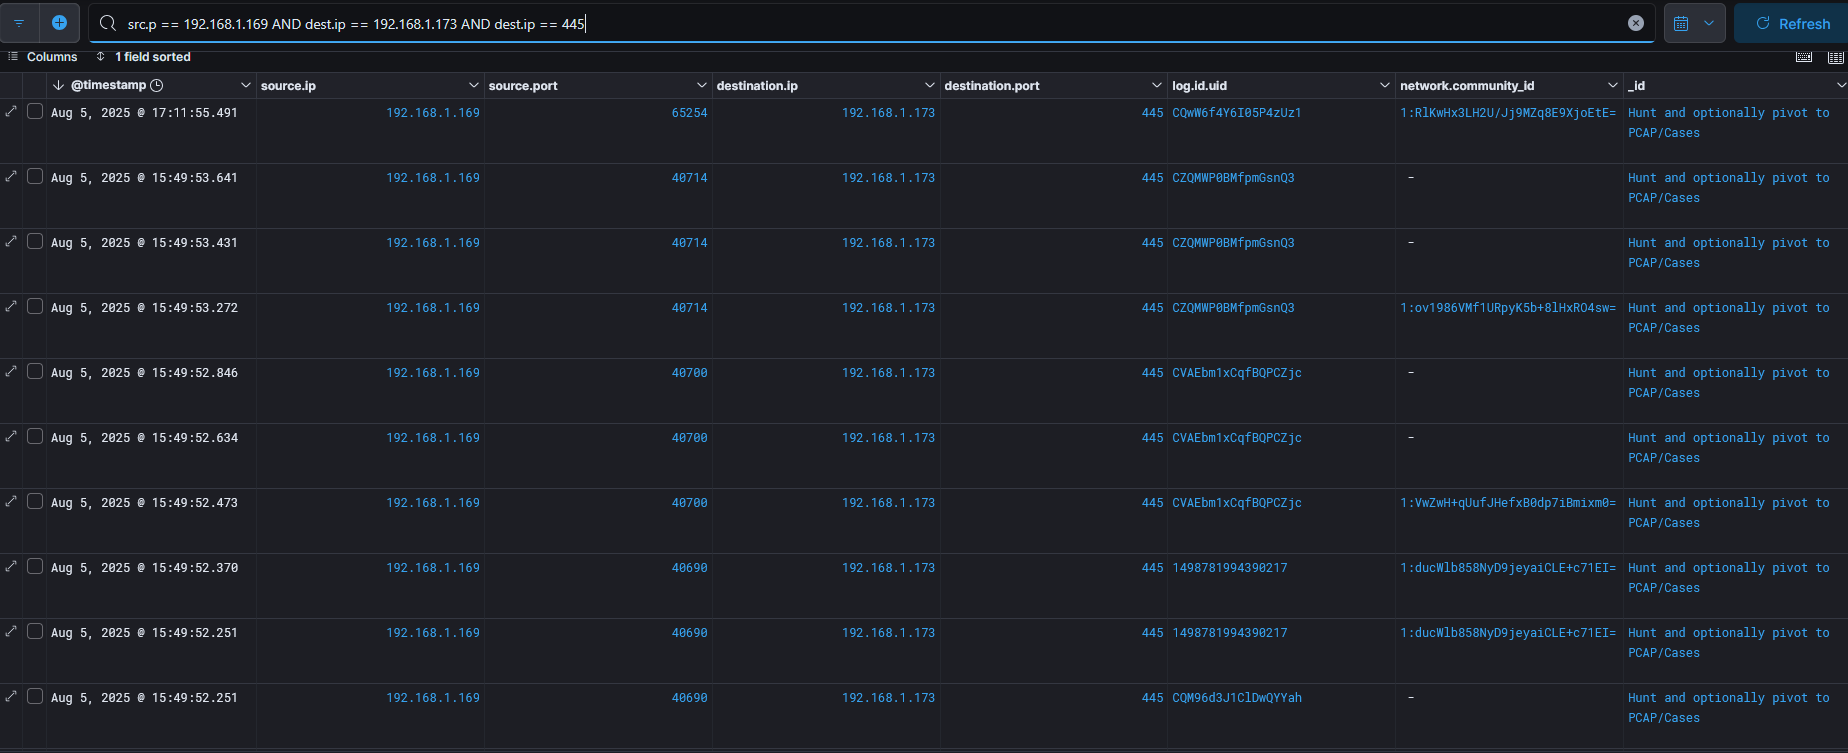 src.p == 192.168.1.169 AND dest.ip == 192.168.1.173 AND dest.ip == 445
Refresh
Columns 1 field sorted
@timestamp source.ip source.port destination.ip destination.port log.id.uid network.community_id _id
Aug 5, 2025 @ 17:11:55.491 192.168.1.169 65254 192.168.1.173 445 CQwW6f4Y6I05P4zUz1 1:RlKwHx3LH2U/Jj9MZq8E9XjoEtE= Hunt and optionally pivot to
PCAP/Cases
Aug 5, 2025 @ 15:49:53.641 192.168.1.169 40714 192.168.1.173 445 CZQMWP0BMfpmGsnQ3 - Hunt and optionally pivot to
PCAP/Cases
Aug 5, 2025 @ 15:49:53.431 192.168.1.169 40714 192.168.1.173 445 CZQMWP0BMfpmGsnQ3 - Hunt and optionally pivot to
PCAP/Cases
Aug 5, 2025 @ 15:49:53.272 192.168.1.169 40714 192.168.1.173 445 CZQMWP0BMfpmGsnQ3 1:ov1986VMf1URpyK5b+8lHxRO4sw= Hunt and optionally pivot to
PCAP/Cases
Aug 5, 2025 @ 15:49:52.846 192.168.1.169 40700 192.168.1.173 445 CVAEbm1xCqfBQPCZjc - Hunt and optionally pivot to
PCAP/Cases
Aug 5, 2025 @ 15:49:52.634 192.168.1.169 40700 192.168.1.173 445 CVAEbm1xCqfBQPCZjc - Hunt and optionally pivot to
PCAP/Cases
Aug 5, 2025 @ 15:49:52.473 192.168.1.169 40700 192.168.1.173 445 CVAEbm1xCqfBQPCZjc 1:VwZwH+qUufJHefxB0dp7iBmixm0= Hunt and optionally pivot to
PCAP/Cases
Aug 5, 2025 @ 15:49:52.370 192.168.1.169 40690 192.168.1.173 445 1498781994390217 1:ducWlb858NyD9jeyaiCLE+c71EI= Hunt and optionally pivot to
PCAP/Cases
Aug 5, 2025 @ 15:49:52.251 192.168.1.169 40690 192.168.1.173 445 1498781994390217 1:ducWlb858NyD9jeyaiCLE+c71EI= Hunt and optionally pivot to
PCAP/Cases
Aug 5, 2025 @ 15:49:52.251 192.168.1.169 40690 192.168.1.173 445 CQM96d3J1ClDwQYYah - Hunt and optionally pivot to
PCAP/Cases